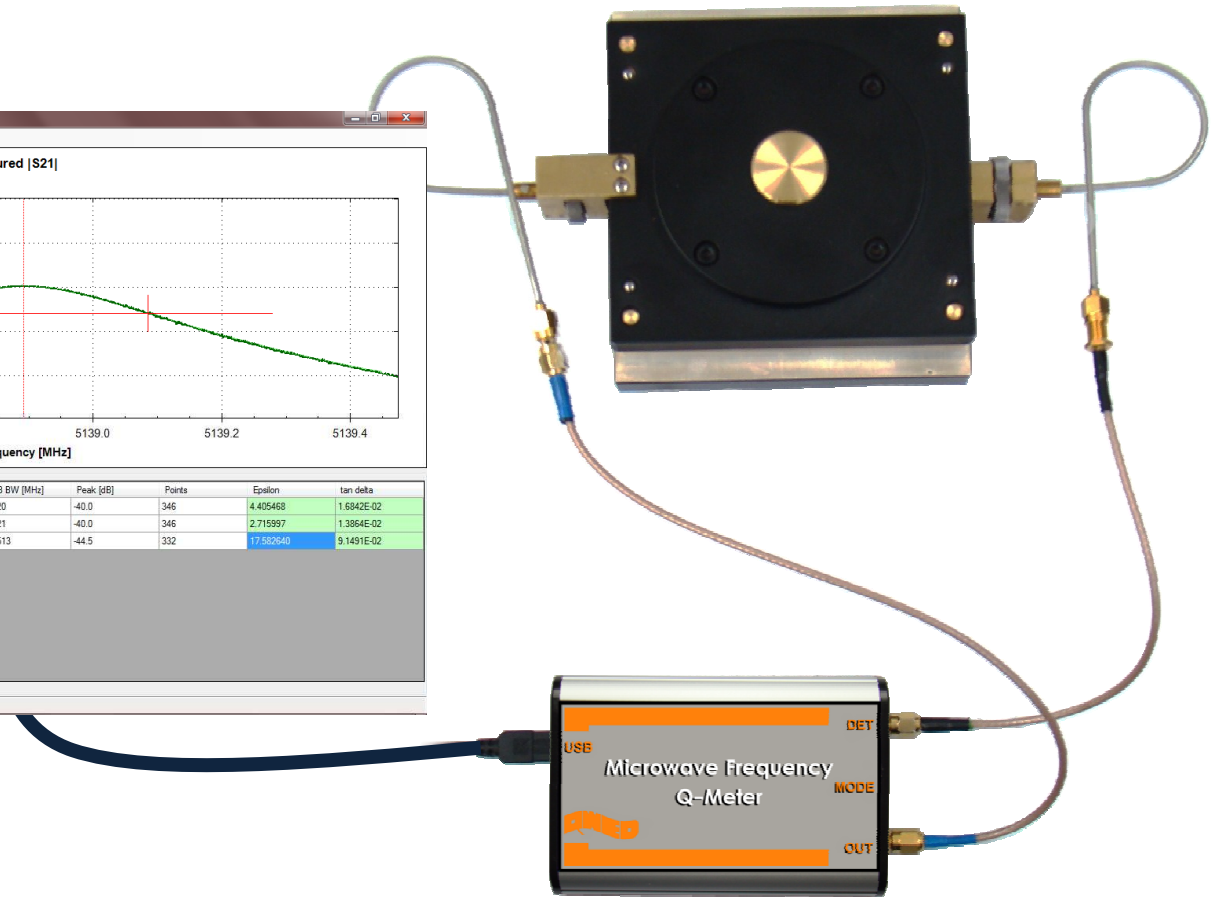 ured |S21|
5139.0 5139.2 5139.4
quency [MHz]
B BW [MHz] Peak [dB] Points Epsilon tan delta
20 -40.0 346 4.405468 1.6842E-02
21 -40.0 346 2.715997 1.3864E-02
613 -44.5 332 17.582640 9.1491E-02
DET
USB
Microwave Frequency
Q-Meter
MODE
OUT